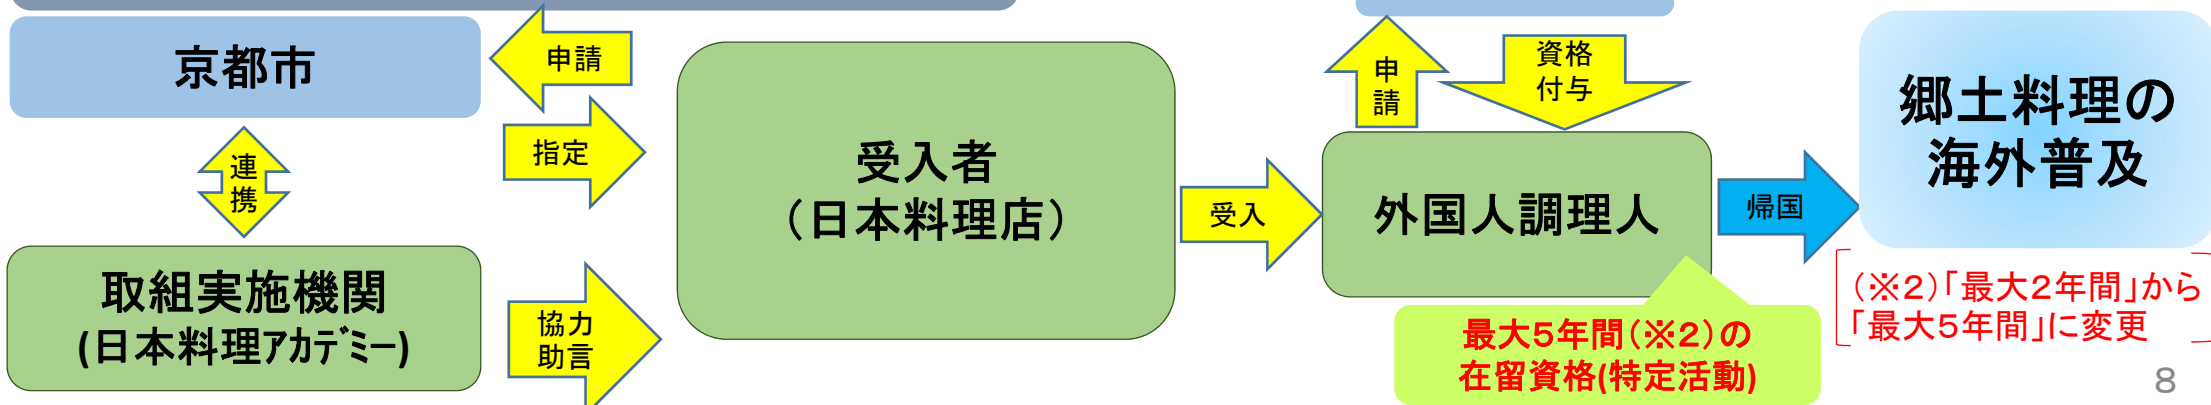 京都市
申請
指定
連
携
取組実施機関
(日本料理ｱｶﾃﾞﾐｰ)
協力
助言
受入者
（日本料理店）
受入
申
請
資格
付与
外国人調理人
最大５年間（※２）の
在留資格(特定活動)
帰国
郷土料理の
海外普及
（※２）「最大２年間」から
「最大５年間」に変更
8